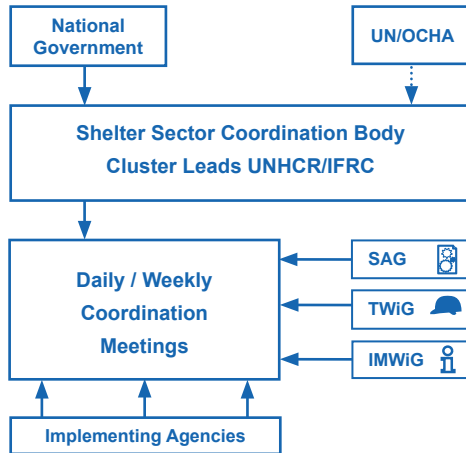 National
Government
UN/OCHA
Shelter Sector Coordination Body
Cluster Leads UNHCR/IFRC
Daily / Weekly
Coordination
Meetings
SAG
TWiG
IMWiG
Implementing Agencies